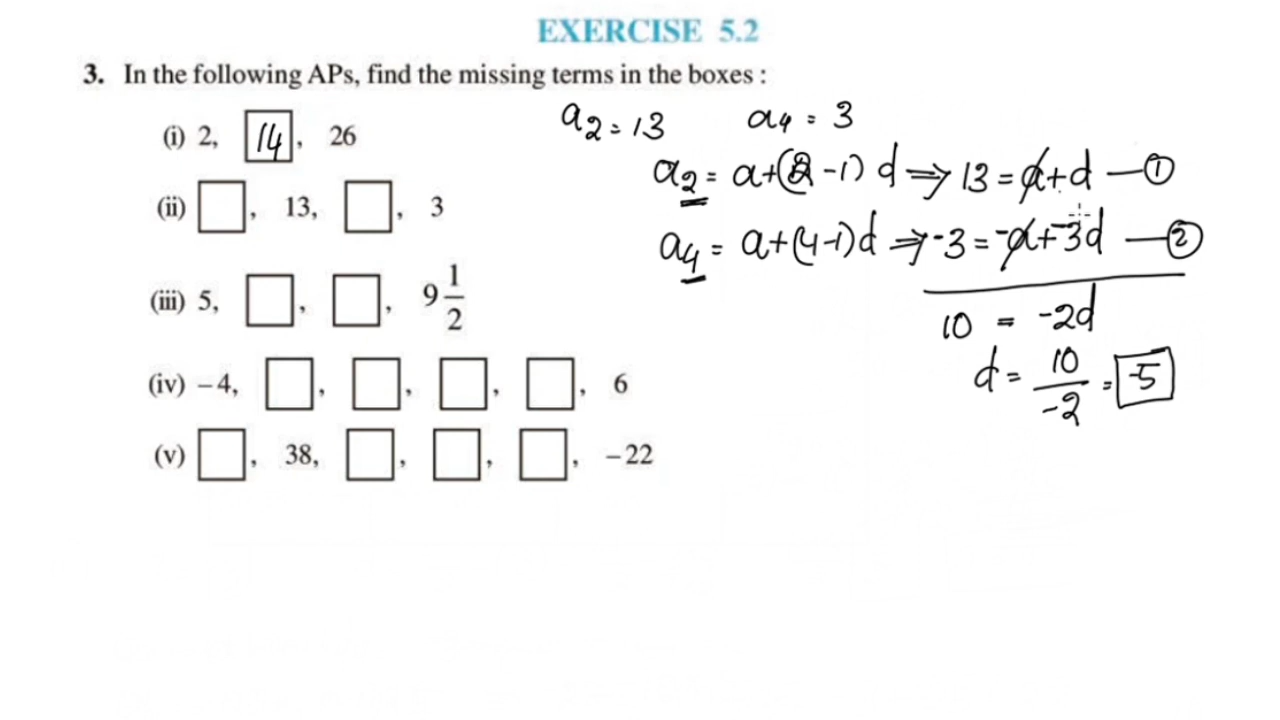 EXERCISE 5.2
3. In the following APs, find the missing terms in the boxes :
(i) 2, 14, 26
(ii) , 13, , 3
(iii) 5, , , 9 1/2
(iv) – 4, , , , , 6
(v) , 38, , , , – 22
a2 = 13 a4 = 3
a2 = a+(2-1) d ⇒ 13 = a+d —①
a4 = a+(4-1)d ⇒ -3 = -a+-3d —②
10 = -2d
d = 10/-2 = -5